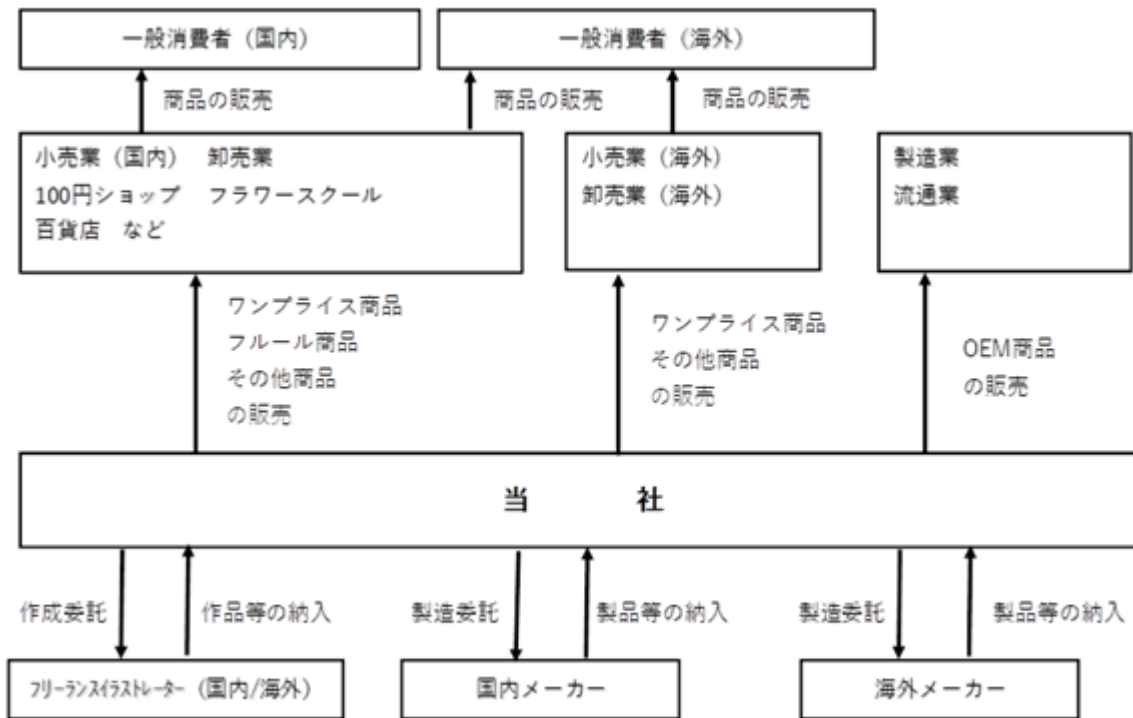 一般消費者（国内）
一般消費者（海外）
商品の販売
商品の販売
商品の販売
小売業（国内）　卸売業
100円ショップ　フラワースクール
百貨店　など
小売業（海外）
卸売業（海外）
製造業
流通業
ワンプライス商品
フルール商品
その他商品
の販売
ワンプライス商品
その他商品
の販売
OEM商品
の販売
当　社
作成委託
作品等の納入
製造委託
製品等の納入
製造委託
製品等の納入
ﾌﾘｰﾗﾝｽｲﾗｽﾄﾚｰﾀｰ（国内/海外）
国内メーカー
海外メーカー